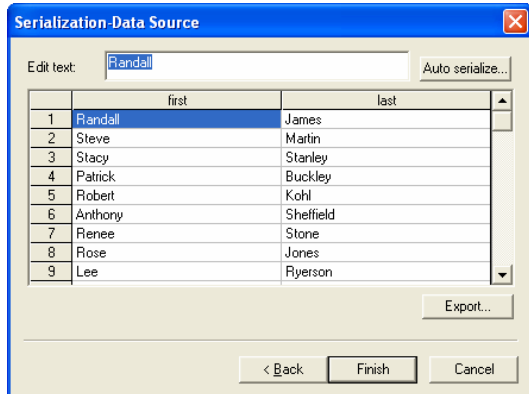 Serialization-Data Source
Edit text: Randall Auto serialize...
first last
1 Randall James
2 Steve Martin
3 Stacy Stanley
4 Patrick Buckley
5 Robert Kohl
6 Anthony Sheffield
7 Renee Stone
8 Rose Jones
9 Lee Ryerson
Export...
< Back Finish Cancel